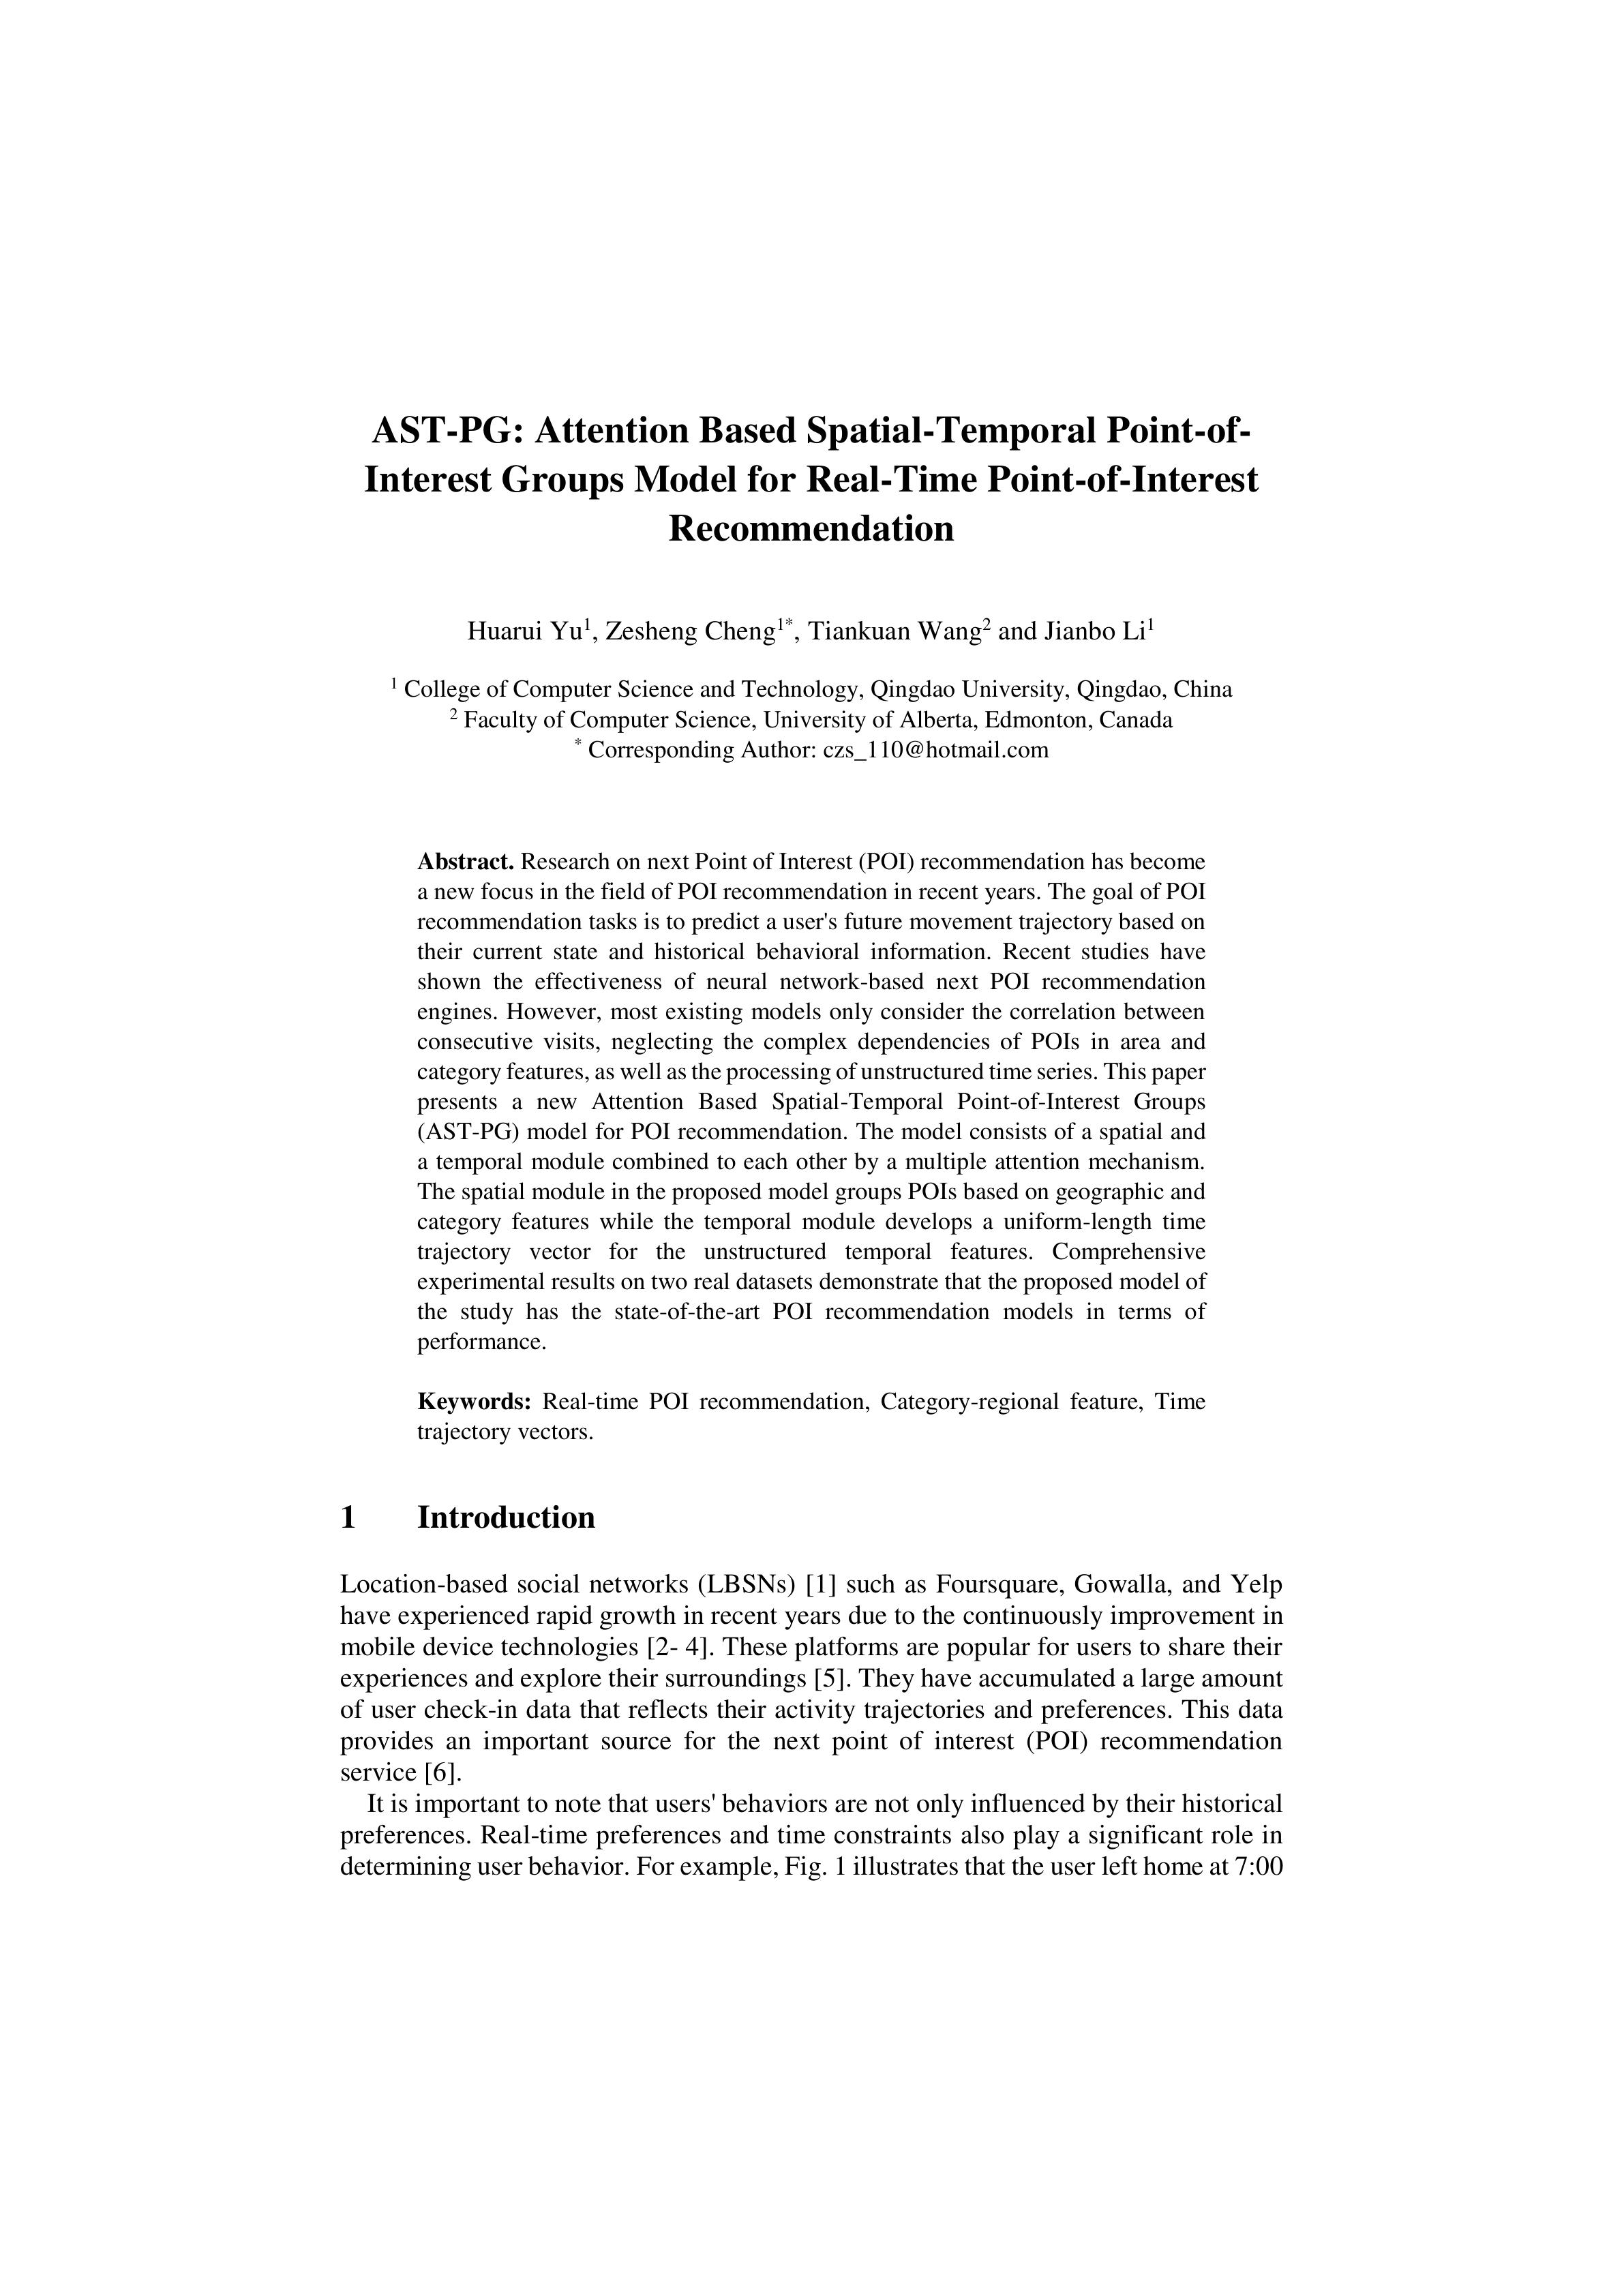 AST-PG: Attention Based Spatial-Temporal Point-of-
Interest Groups Model for Real-Time Point-of-Interest
Recommendation
Huarui Yu1, Zesheng Cheng1*, Tiankuan Wang2 and Jianbo Li1
1 College of Computer Science and Technology, Qingdao University, Qingdao, China
2 Faculty of Computer Science, University of Alberta, Edmonton, Canada
* Corresponding Author: czs_110@hotmail.com
Abstract. Research on next Point of Interest (POI) recommendation has become
a new focus in the field of POI recommendation in recent years. The goal of POI
recommendation tasks is to predict a user's future movement trajectory based on
their current state and historical behavioral information. Recent studies have
shown the effectiveness of neural network-based next POI recommendation
engines. However, most existing models only consider the correlation between
consecutive visits, neglecting the complex dependencies of POIs in area and
category features, as well as the processing of unstructured time series. This paper
presents a new Attention Based Spatial-Temporal Point-of-Interest Groups
(AST-PG) model for POI recommendation. The model consists of a spatial and
a temporal module combined to each other by a multiple attention mechanism.
The spatial module in the proposed model groups POIs based on geographic and
category features while the temporal module develops a uniform-length time
trajectory vector for the unstructured temporal features. Comprehensive
experimental results on two real datasets demonstrate that the proposed model of
the study has the state-of-the-art POI recommendation models in terms of
performance.
Keywords: Real-time POI recommendation, Category-regional feature, Time
trajectory vectors.
1 Introduction
Location-based social networks (LBSNs) [1] such as Foursquare, Gowalla, and Yelp
have experienced rapid growth in recent years due to the continuously improvement in
mobile device technologies [2- 4]. These platforms are popular for users to share their
experiences and explore their surroundings [5]. They have accumulated a large amount
of user check-in data that reflects their activity trajectories and preferences. This data
provides an important source for the next point of interest (POI) recommendation
service [6].
It is important to note that users' behaviors are not only influenced by their historical
preferences. Real-time preferences and time constraints also play a significant role in
determining user behavior. For example, Fig. 1 illustrates that the user left home at 7:00